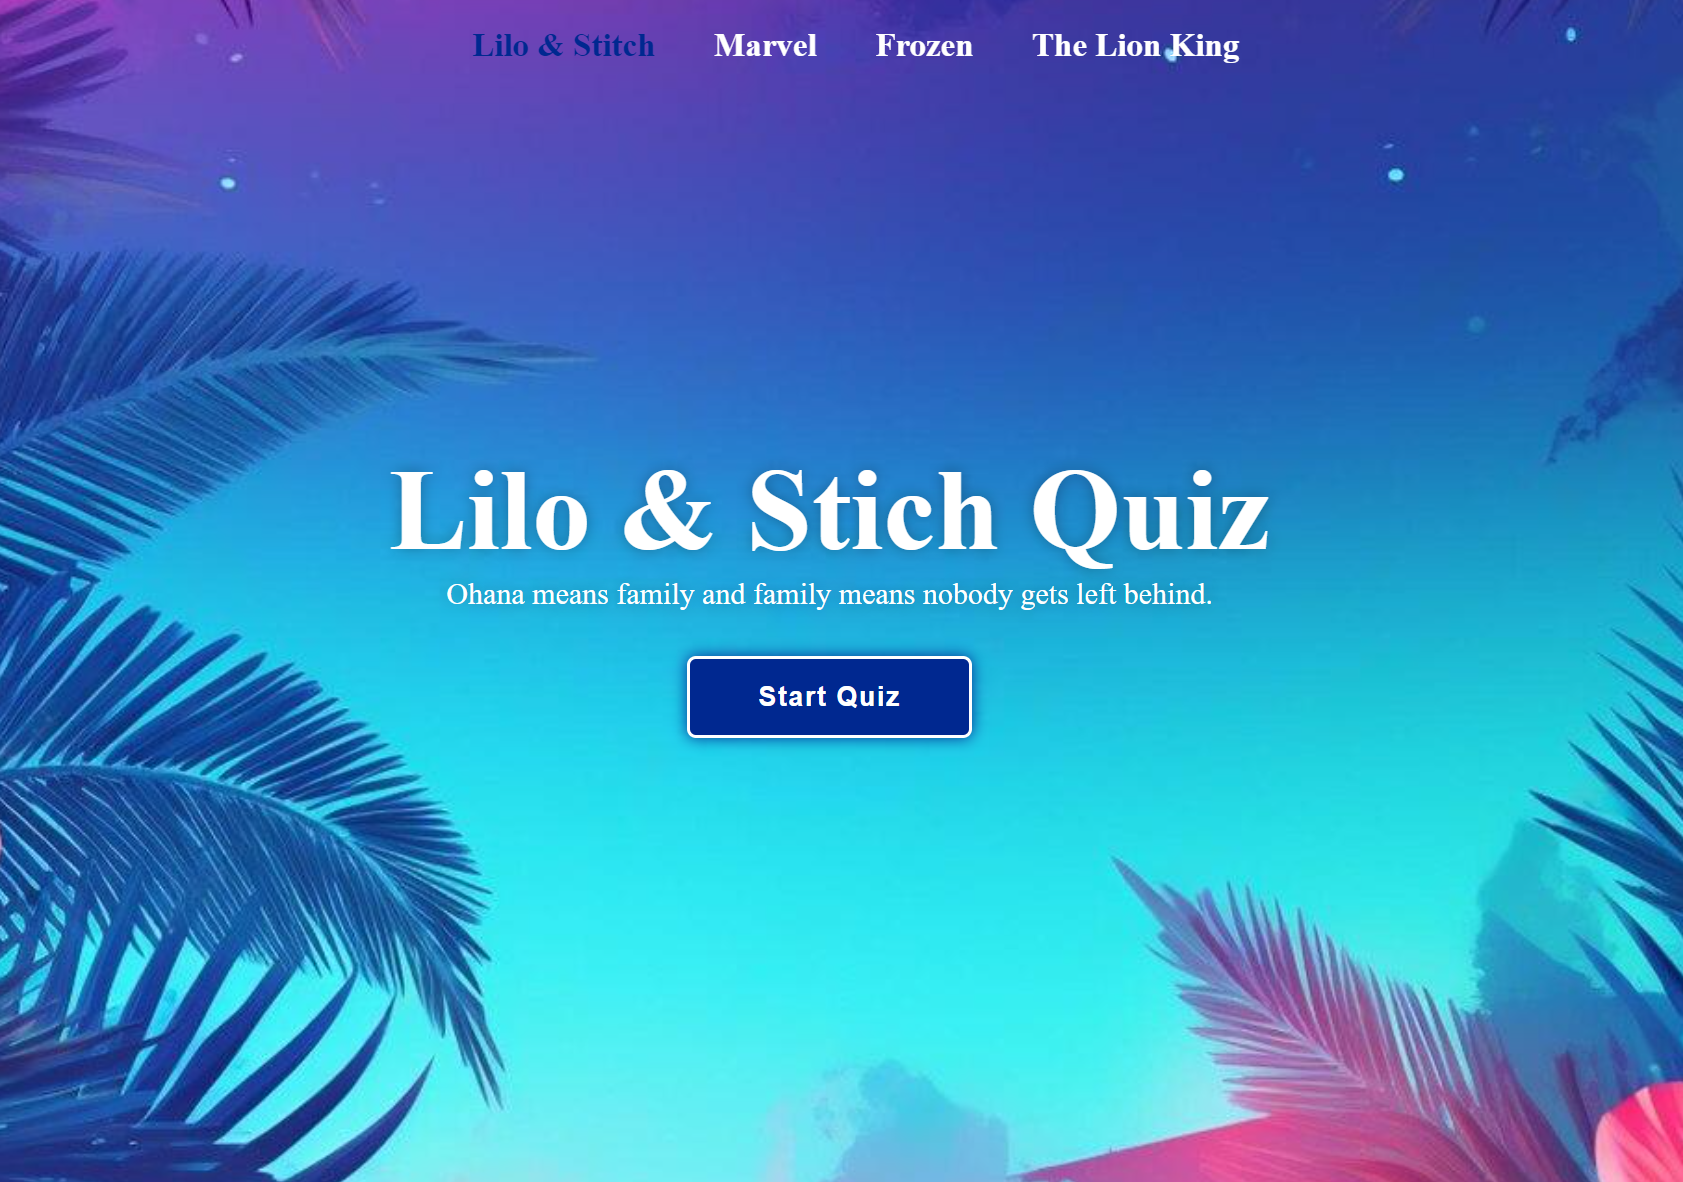 Lilo & Stitch Marvel Frozen The Lion King
Lilo & Stich Quiz
Ohana means family and family means nobody gets left behind.
Start Quiz